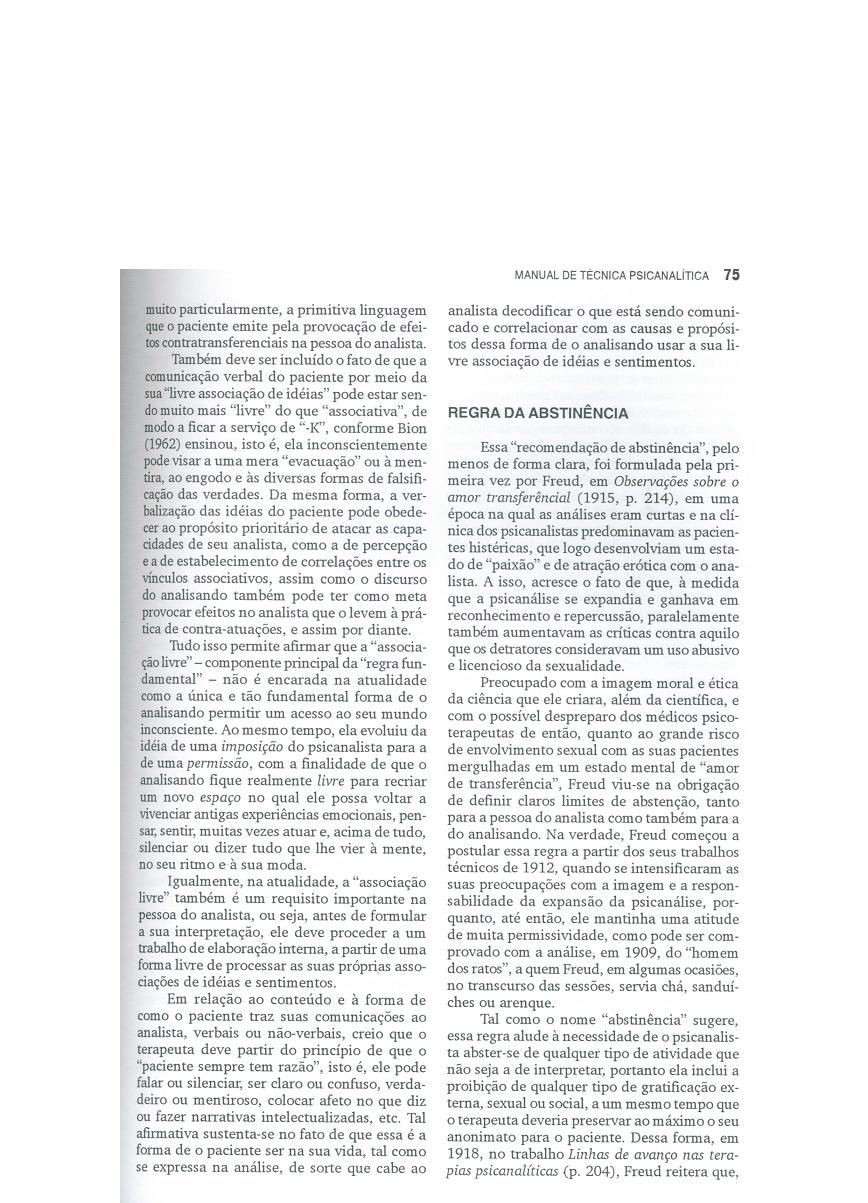 MANUAL DE TÉCNICA PSICANALÍTICA 75
muito particularmente, a primitiva linguagem
que o paciente emite pela provocação de efei-
tos contratransferenciais na pessoa do analista.
Também deve ser incluído o fato de que a
comunicação verbal do paciente por meio da
sua “livre associação de idéias” pode estar sen-
do muito mais “livre” do que “associativa”, de
modo a ficar a serviço de “-K”, conforme Bion
(1962) ensinou, isto é, ela inconscientemente
pode visar a uma mera “evacuação” ou à men-
tira, ao engodo e às diversas formas de falsifi-
cação das verdades. Da mesma forma, a ver-
balização das idéias do paciente pode obede-
cer ao propósito prioritário de atacar as capa-
cidades de seu analista, como a de percepção
e a de estabelecimento de correlações entre os
vínculos associativos, assim como o discurso
do analisando também pode ter como meta
provocar efeitos no analista que o levem à prá-
tica de contra-atuações, e assim por diante.
Tudo isso permite afirmar que a “associa-
ção livre” – componente principal da “regra fun-
damental” – não é encarada na atualidade
como a única e tão fundamental forma de o
analisando permitir um acesso ao seu mundo
inconsciente. Ao mesmo tempo, ela evoluiu da
idéia de uma imposição do psicanalista para a
de uma permissão, com a finalidade de que o
analisando fique realmente livre para recriar
um novo espaço no qual ele possa voltar a
vivenciar antigas experiências emocionais, pen-
sar, sentir, muitas vezes atuar e, acima de tudo,
silenciar ou dizer tudo que lhe vier à mente,
no seu ritmo e à sua moda.
Igualmente, na atualidade, a “associação
livre” também é um requisito importante na
pessoa do analista, ou seja, antes de formular
a sua interpretação, ele deve proceder a um
trabalho de elaboração interna, a partir de uma
forma livre de processar as suas próprias asso-
ciações de idéias e sentimentos.
Em relação ao conteúdo e à forma de
como o paciente traz suas comunicações ao
analista, verbais ou não-verbais, creio que o
terapeuta deve partir do princípio de que o
“paciente sempre tem razão”, isto é, ele pode
falar ou silenciar, ser claro ou confuso, verda-
deiro ou mentiroso, colocar afeto no que diz
ou fazer narrativas intelectualizadas, etc. Tal
afirmativa sustenta-se no fato de que essa é a
forma de o paciente ser na sua vida, tal como
se expressa na análise, de sorte que cabe ao
analista decodificar o que está sendo comuni-
cado e correlacionar com as causas e propósi-
tos dessa forma de o analisando usar a sua li-
vre associação de idéias e sentimentos.
REGRA DA ABSTINÊNCIA
Essa “recomendação de abstinência”, pelo
menos de forma clara, foi formulada pela pri-
meira vez por Freud, em Observações sobre o
amor transferêncial (1915, p. 214), em uma
época na qual as análises eram curtas e na clí-
nica dos psicanalistas predominavam as pacien-
tes histéricas, que logo desenvolviam um esta-
do de “paixão” e de atração erótica com o ana-
lista. A isso, acresce o fato de que, à medida
que a psicanálise se expandia e ganhava em
reconhecimento e repercussão, paralelamente
também aumentavam as críticas contra aquilo
que os detratores consideravam um uso abusivo
e licencioso da sexualidade.
Preocupado com a imagem moral e ética
da ciência que ele criara, além da científica, e
com o possível despreparo dos médicos psico-
terapeutas de então, quanto ao grande risco
de envolvimento sexual com as suas pacientes
mergulhadas em um estado mental de “amor
de transferência”, Freud viu-se na obrigação
de definir claros limites de abstenção, tanto
para a pessoa do analista como também para a
do analisando. Na verdade, Freud começou a
postular essa regra a partir dos seus trabalhos
técnicos de 1912, quando se intensificaram as
suas preocupações com a imagem e a respon-
sabilidade da expansão da psicanálise, por-
quanto, até então, ele mantinha uma atitude
de muita permissividade, como pode ser com-
provado com a análise, em 1909, do “homem
dos ratos”, a quem Freud, em algumas ocasiões,
no transcurso das sessões, servia chá, sanduí-
ches ou arenque.
Tal como o nome “abstinência” sugere,
essa regra alude à necessidade de o psicanalis-
ta abster-se de qualquer tipo de atividade que
não seja a de interpretar, portanto ela inclui a
proibição de qualquer tipo de gratificação ex-
terna, sexual ou social, a um mesmo tempo que
o terapeuta deveria preservar ao máximo o seu
anonimato para o paciente. Dessa forma, em
1918, no trabalho Linhas de avanço nas tera-
pias psicanalíticas (p. 204), Freud reitera que,